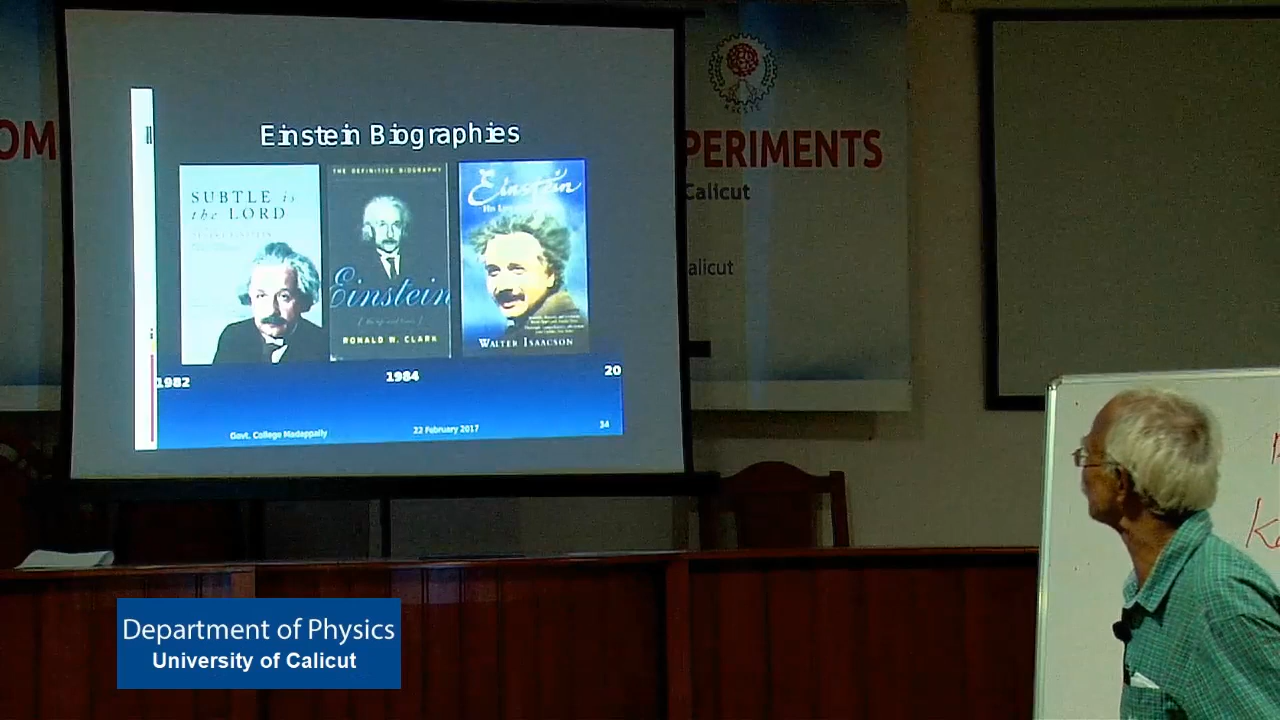 OM
PERIMENTS
Calicut
alicut
Einstein Biographies
SUBTLE is
the LORD
THE DEFINITIVE BIOGRAPHY
Einstein
RONALD W. CLARK
Einstein
WALTER ISAACSON
1982
1984
20
Govt. College Madappally
22 February 2017
34
Department of Physics
University of Calicut